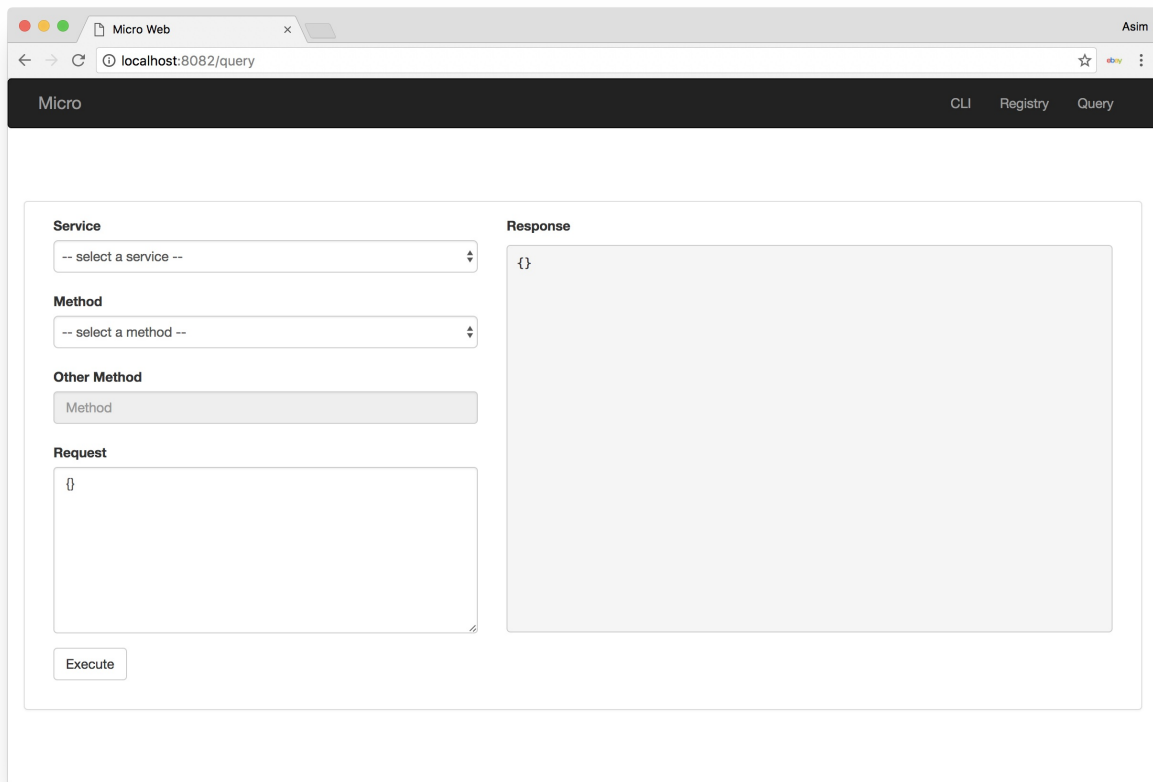 Micro Web
Asim
localhost:8082/query
ebay
Micro
CLI Registry Query
Service
-- select a service --
Method
-- select a method --
Other Method
Method
Request
{}
Execute
Response
{}